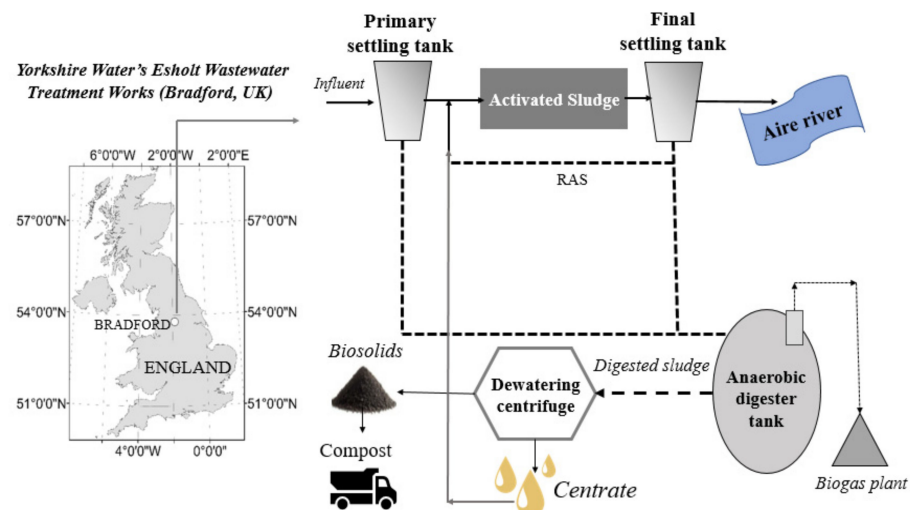 Yorkshire Water's Esholt Wastewater
Treatment Works (Bradford, UK)
6°0'0"W 2°0'0"W 2°0'0"E
57°0'0"N 57°0'0"N
54°0'0"N 54°0'0"N
BRADFORD
ENGLAND
51°0'0"N 51°0'0"N
4°0'0"W 0°0'0"
Primary
settling tank
Final
settling tank
Influent
Activated Sludge
Aire river
RAS
Biosolids
Digested sludge
Dewatering
centrifuge
Anaerobic
digester
tank
Compost
Centrate
Biogas plant